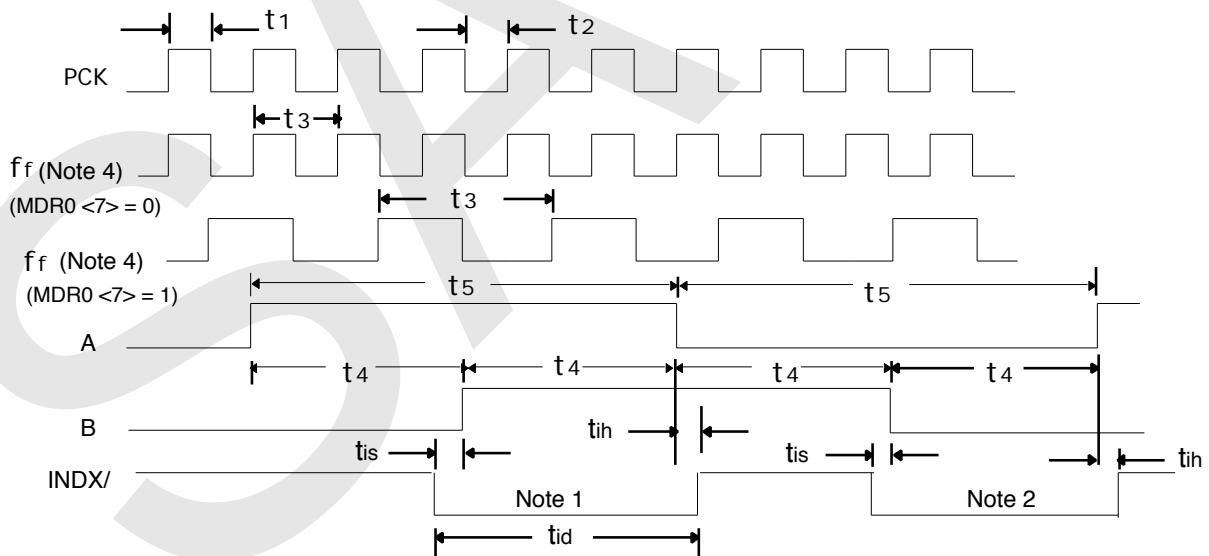 t1
t2
PCK
t3
ff (Note 4)
(MDR0 <7> = 0)
t3
ff (Note 4)
(MDR0 <7> = 1)
t5
t5
A
t4
t4
t4
t4
B
tis
tih
tis
tih
INDX/
Note 1
Note 2
tid